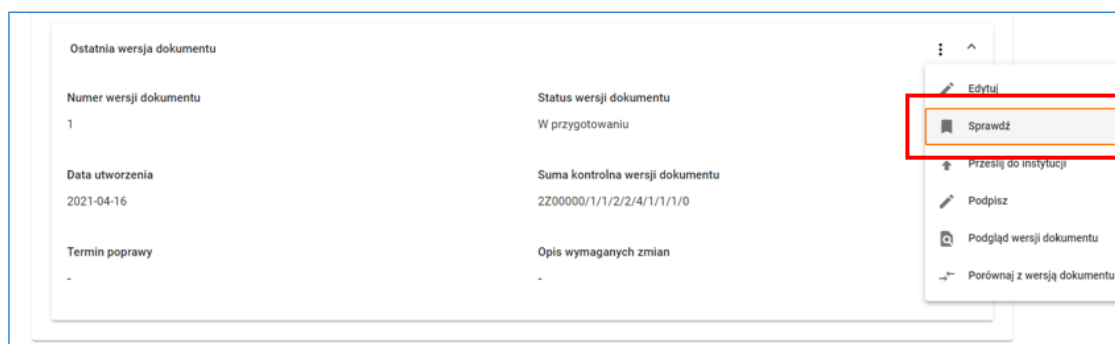 Ostatnia wersja dokumentu
Numer wersji dokumentu
1
Status wersji dokumentu
W przygotowaniu
Data utworzenia
2021-04-16
Suma kontrolna wersji dokumentu
2Z00000/1/1/2/2/4/1/1/1/0
Termin poprawy
-
Opis wymaganych zmian
-
Edytuj
Sprawdź
Prześlij do instytucji
Podpisz
Podgląd wersji dokumentu
Porównaj z wersją dokumentu